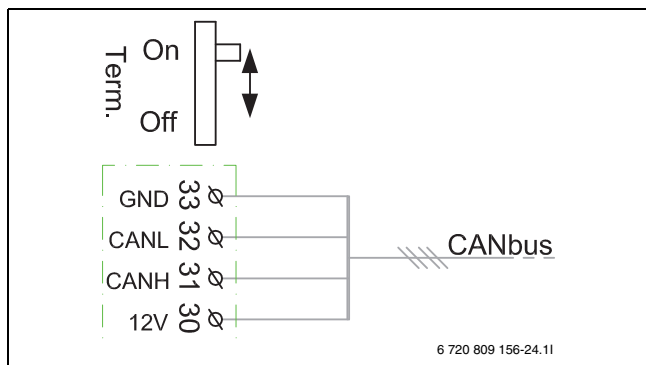 On
Term.
Off
GND 33
CANL 32
CANH 31
12V 30
CANbus
6 720 809 156-24.1I